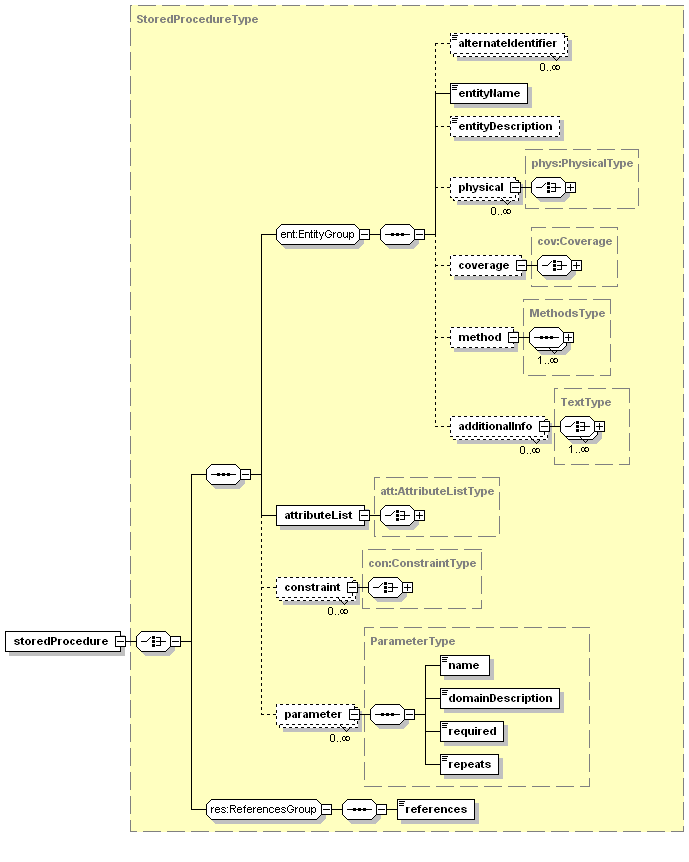 StoredProcedureType
alternateIdentifier
0..∞
entityName
entityDescription
phys:PhysicalType
physical
0..∞
cov:Coverage
coverage
ent:EntityGroup
MethodsType
method
1..∞
TextType
additionalInfo
0..∞
1..∞
att:AttributeListType
attributeList
con:ConstraintType
constraint
0..∞
storedProcedure
ParameterType
name
domainDescription
parameter
0..∞
required
repeats
res:ReferencesGroup
references